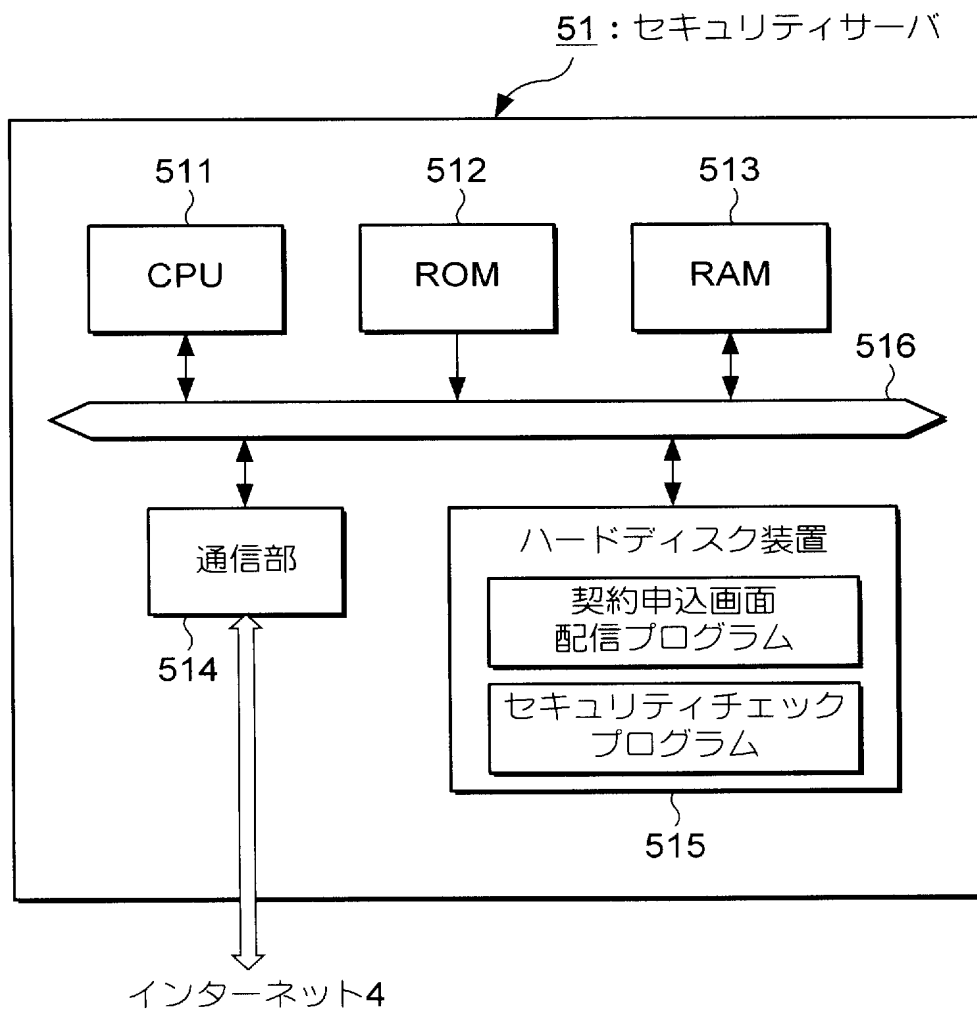 51：セキュリティサーバ
511
512
513
CPU
ROM
RAM
516
通信部
514
ハードディスク装置
契約申込画面
配信プログラム
セキュリティチェック
プログラム
515
インターネット4